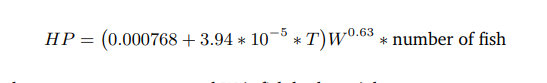 HP = (0.000768 + 3.94 * 10^{-5} * T)W^{0.63} * number of fish